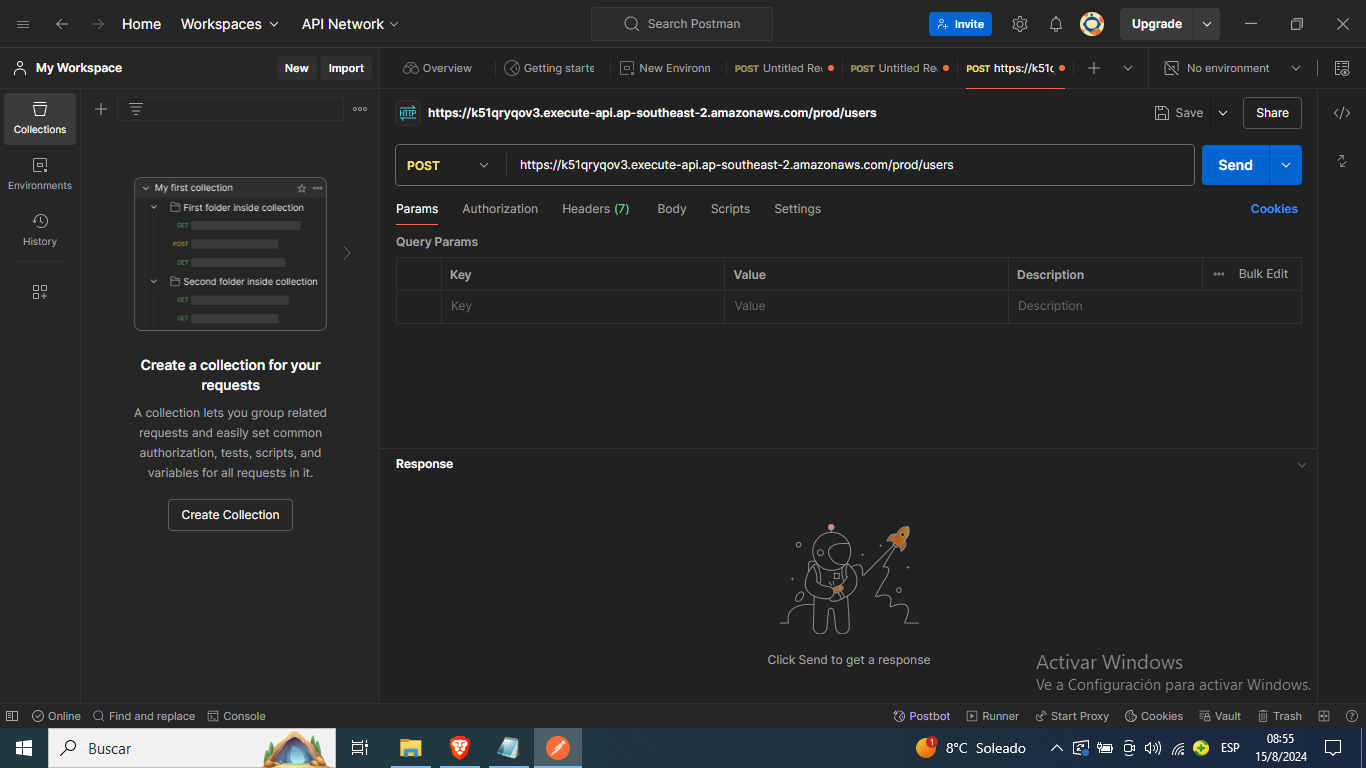 Home Workspaces API Network Search Postman Invite Upgrade
My Workspace New Import Overview Getting starte New Environn POST Untitled Re POST Untitled Re POST https://k51q No environment
Collections
Environments
History
My first collection
First folder inside collection
GET
POST
GET
Second folder inside collection
GET
GET
Create a collection for your
requests
A collection lets you group related
requests and easily set common
authorization, tests, scripts, and
variables for all requests in it.
Create Collection
HTTP https://k51qryqov3.execute-api.ap-southeast-2.amazonaws.com/prod/users Save Share
POST https://k51qryqov3.execute-api.ap-southeast-2.amazonaws.com/prod/users Send
Params Authorization Headers (7) Body Scripts Settings Cookies
Query Params
Key Value Description Bulk Edit
Key Value Description
Response
Click Send to get a response
Activar Windows
Ve a Configuración para activar Windows.
Online Find and replace Console Postbot Runner Start Proxy Cookies Vault Trash
Buscar 1 8°C Soleado ESP 08:55
15/8/2024